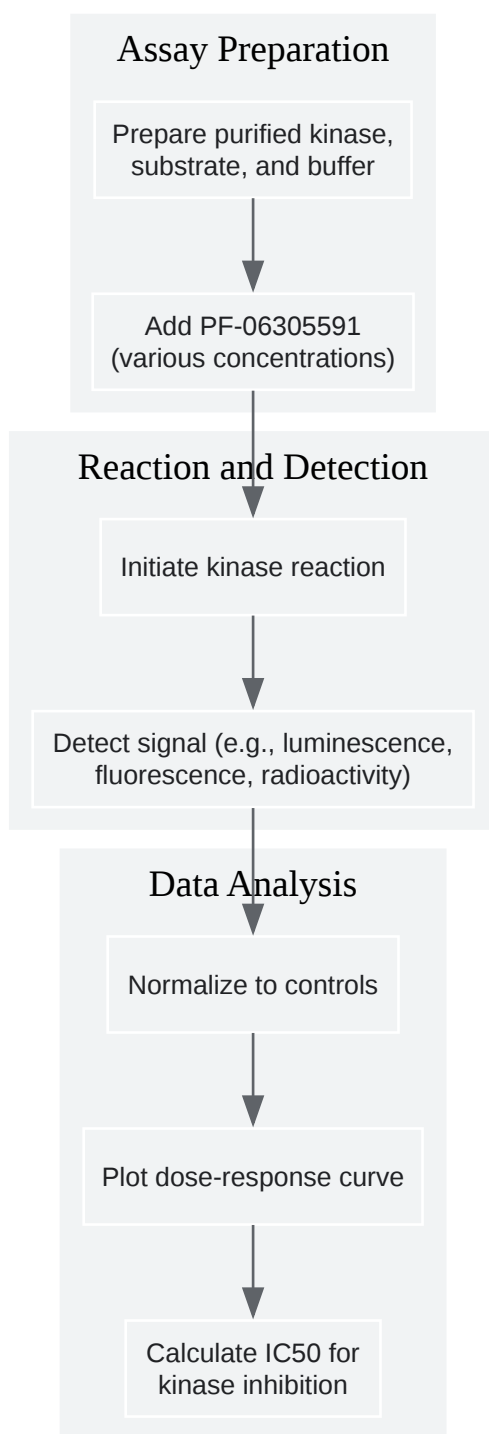 Assay Preparation
Prepare purified kinase,
substrate, and buffer
Add PF-06305591
(various concentrations)
Reaction and Detection
Initiate kinase reaction
Detect signal (e.g., luminescence,
fluorescence, radioactivity)
Data Analysis
Normalize to controls
Plot dose-response curve
Calculate IC50 for
kinase inhibition